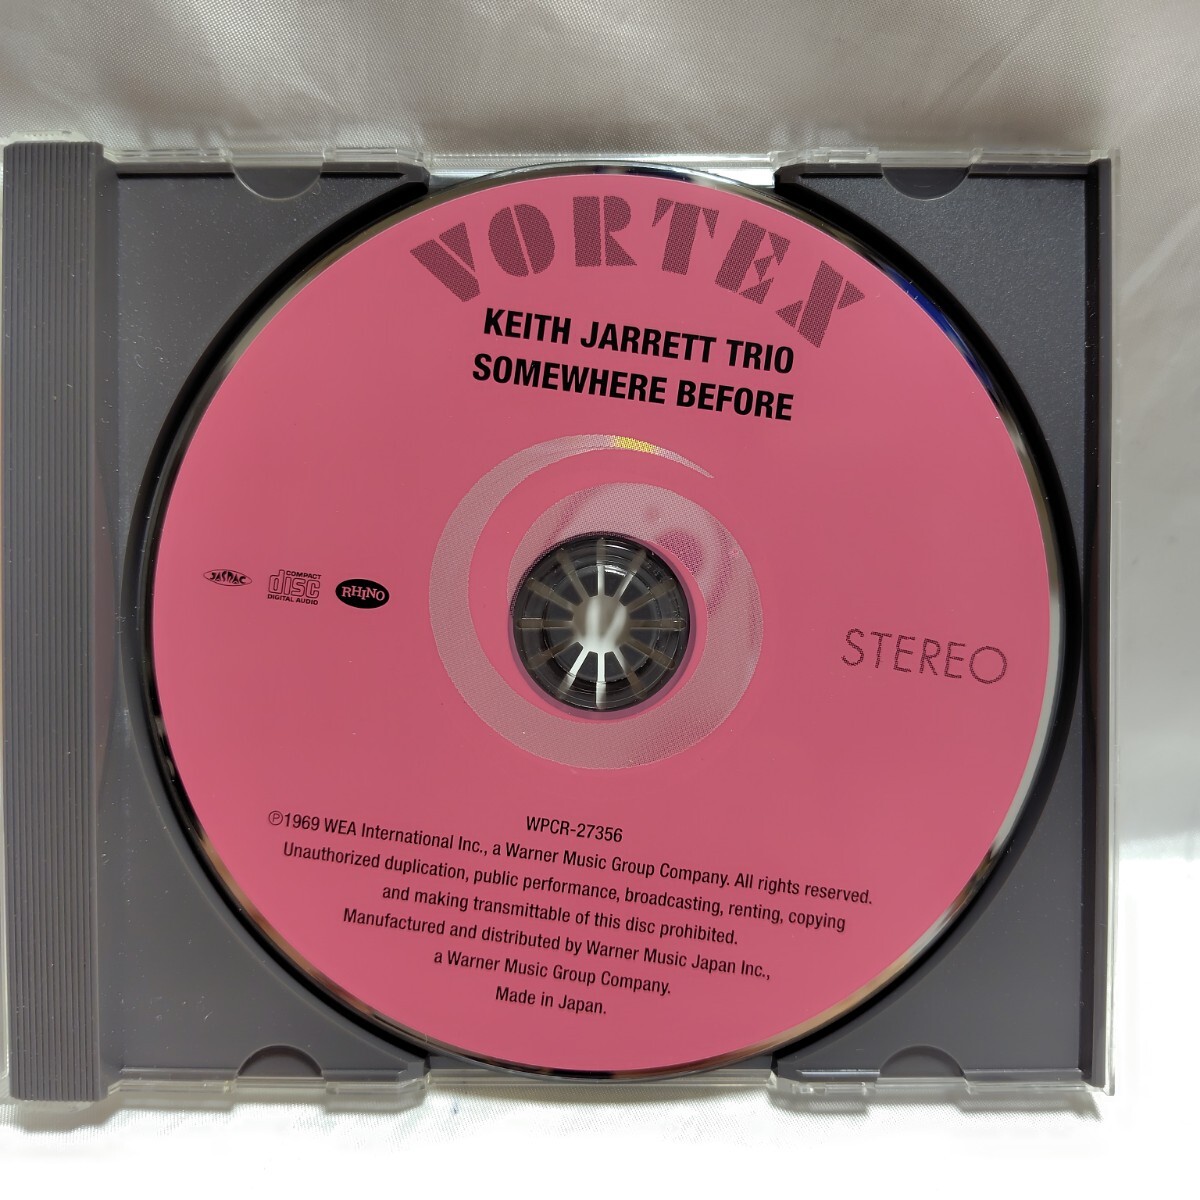 VORTEX
KEITH JARRETT TRIO
SOMEWHERE BEFORE
JASRAC
COMPACT
disc
DIGITAL AUDIO
RHINO
STEREO
WPCR-27356
℗1969 WEA International Inc., a Warner Music Group Company. All rights reserved.
Unauthorized duplication, public performance, broadcasting, renting, copying
and making transmittable of this disc prohibited.
Manufactured and distributed by Warner Music Japan Inc.,
a Warner Music Group Company.
Made in Japan.